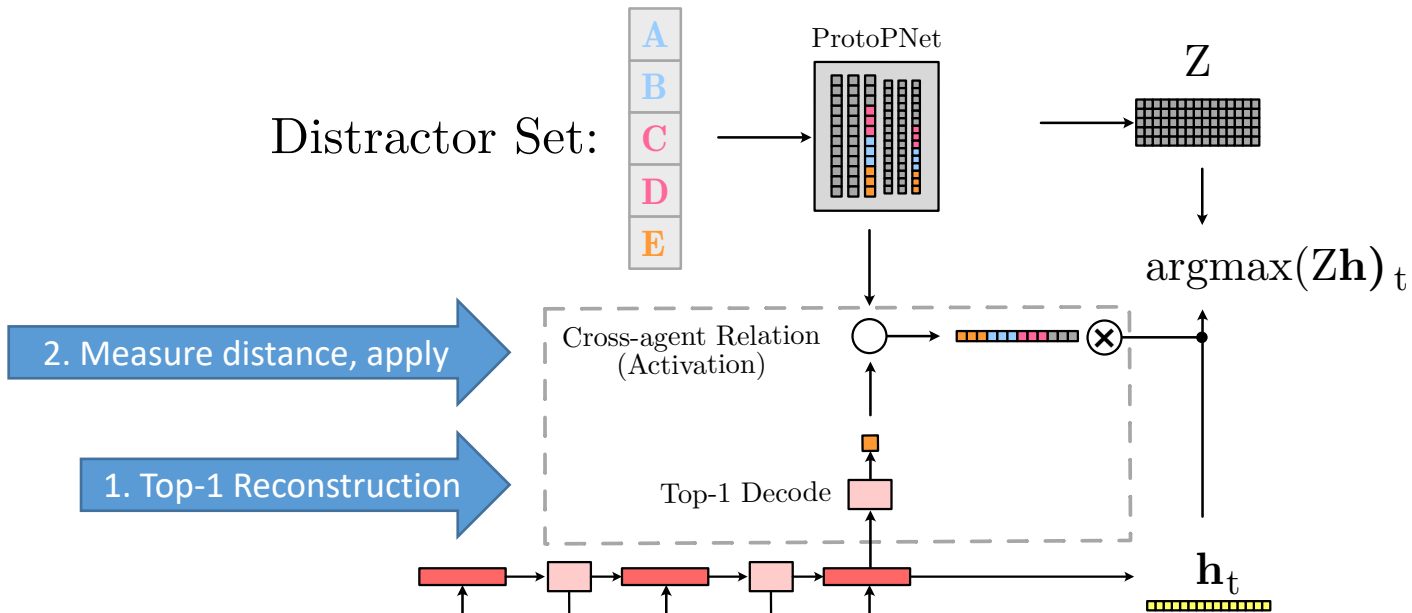 ProtoPNet
Z
Distractor Set:
A
B
C
D
E
argmax(Zh) t
2. Measure distance, apply
Cross-agent Relation
(Activation)
1. Top-1 Reconstruction
Top-1 Decode
ht